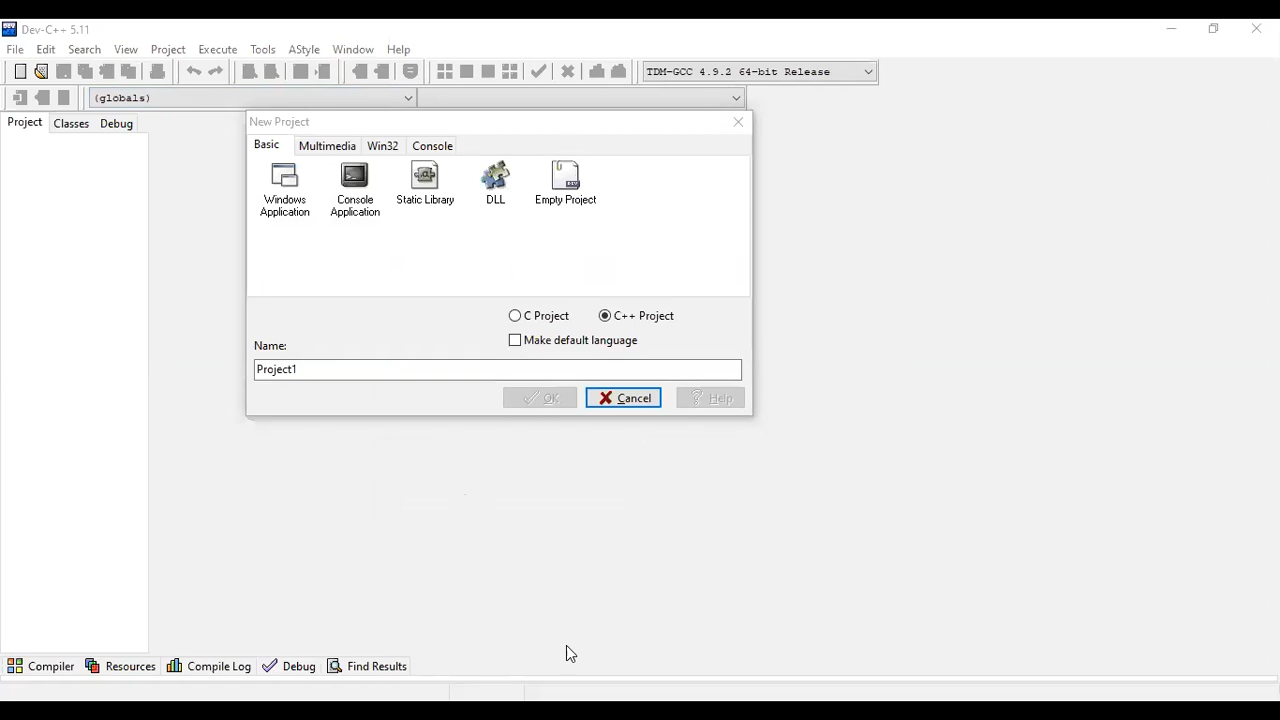 Dev-C++ 5.11
File Edit Search View Project Execute Tools AStyle Window Help
TDM-GCC 4.9.2 64-bit Release
(globals)
Project Classes Debug
New Project
Basic Multimedia Win32 Console
Windows Application
Console Application
Static Library
DLL
Empty Project
C Project C++ Project
Make default language
Name:
Project1
OK Cancel Help
Compiler Resources Compile Log Debug Find Results